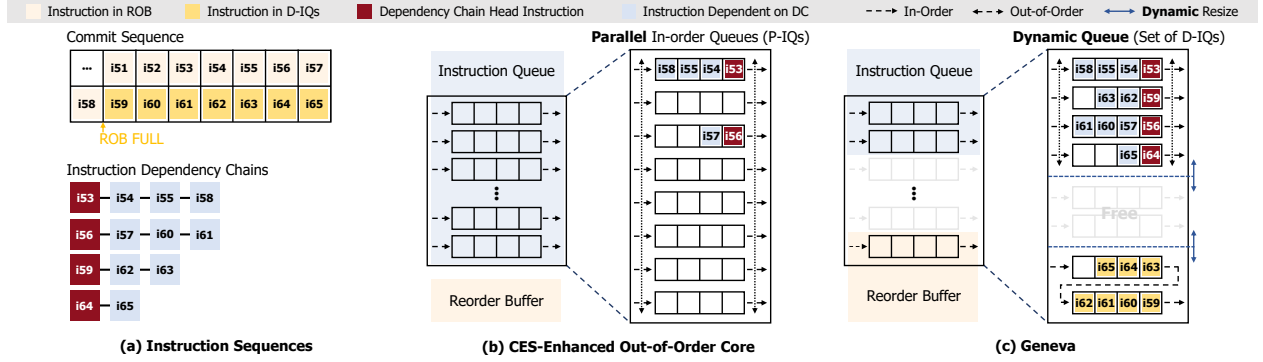 Instruction in ROB Instruction in D-IQs Dependency Chain Head Instruction Instruction Dependent on DC In-Order Out-of-Order Dynamic Resize
Commit Sequence
... i51 i52 i53 i54 i55 i56 i57
i58 i59 i60 i61 i62 i63 i64 i65
ROB FULL
Instruction Dependency Chains
i53 i54 i55 i58
i56 i57 i60 i61
i59 i62 i63
i64 i65
(a) Instruction Sequences
Parallel In-order Queues (P-IQs)
Instruction Queue
i58 i55 i54 i53
i57 i56
Reorder Buffer
(b) CES-Enhanced Out-of-Order Core
Dynamic Queue (Set of D-IQs)
Instruction Queue
i58 i55 i54 i53
i63 i62 i59
i61 i60 i57 i56
i65 i64
Free
i65 i64 i63
i62 i61 i60 i59
Reorder Buffer
(c) Geneva